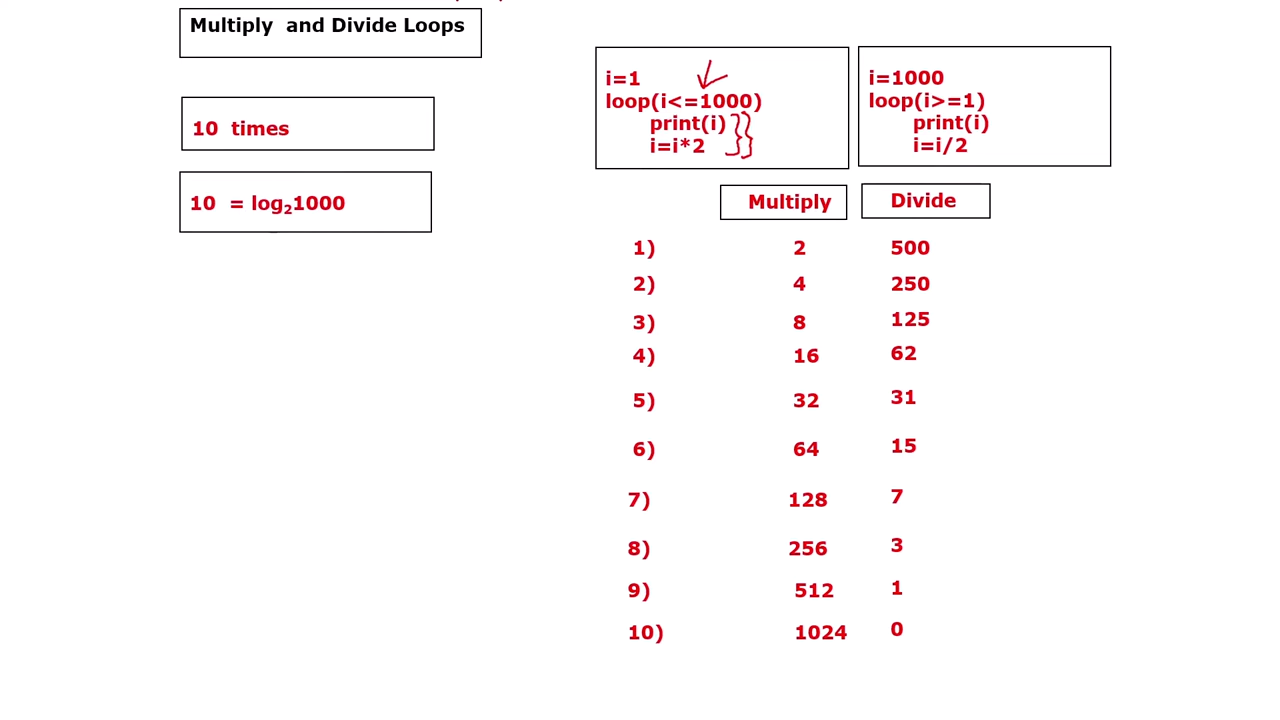 Multiply and Divide Loops
10 times
10 = log₂1000
i=1
loop(i<=1000)
print(i)
i=i*2
i=1000
loop(i>=1)
print(i)
i=i/2
Multiply Divide
1) 2 500
2) 4 250
3) 8 125
4) 16 62
5) 32 31
6) 64 15
7) 128 7
8) 256 3
9) 512 1
10) 1024 0